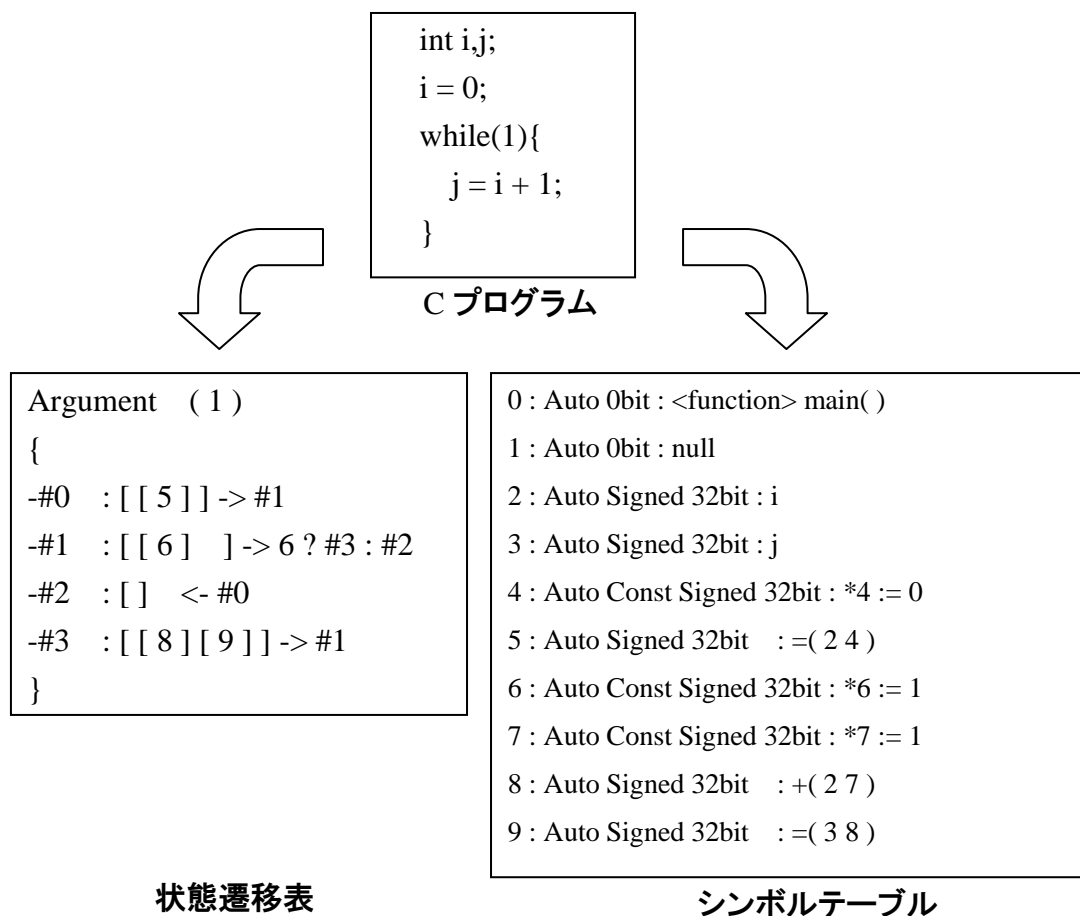 int i,j;
i = 0;
while(1){
j = i + 1;
}
C プログラム
Argument ( 1 )
{
-#0 : [ [ 5 ] ] -> #1
-#1 : [ [ 6 ] ] -> 6 ? #3 : #2
-#2 : [ ] <- #0
-#3 : [ [ 8 ] [ 9 ] ] -> #1
}
状態遷移表
0 : Auto 0bit : <function> main( )
1 : Auto 0bit : null
2 : Auto Signed 32bit : i
3 : Auto Signed 32bit : j
4 : Auto Const Signed 32bit : *4 := 0
5 : Auto Signed 32bit : =( 2 4 )
6 : Auto Const Signed 32bit : *6 := 1
7 : Auto Const Signed 32bit : *7 := 1
8 : Auto Signed 32bit : +( 2 7 )
9 : Auto Signed 32bit : =( 3 8 )
シンボルテーブル